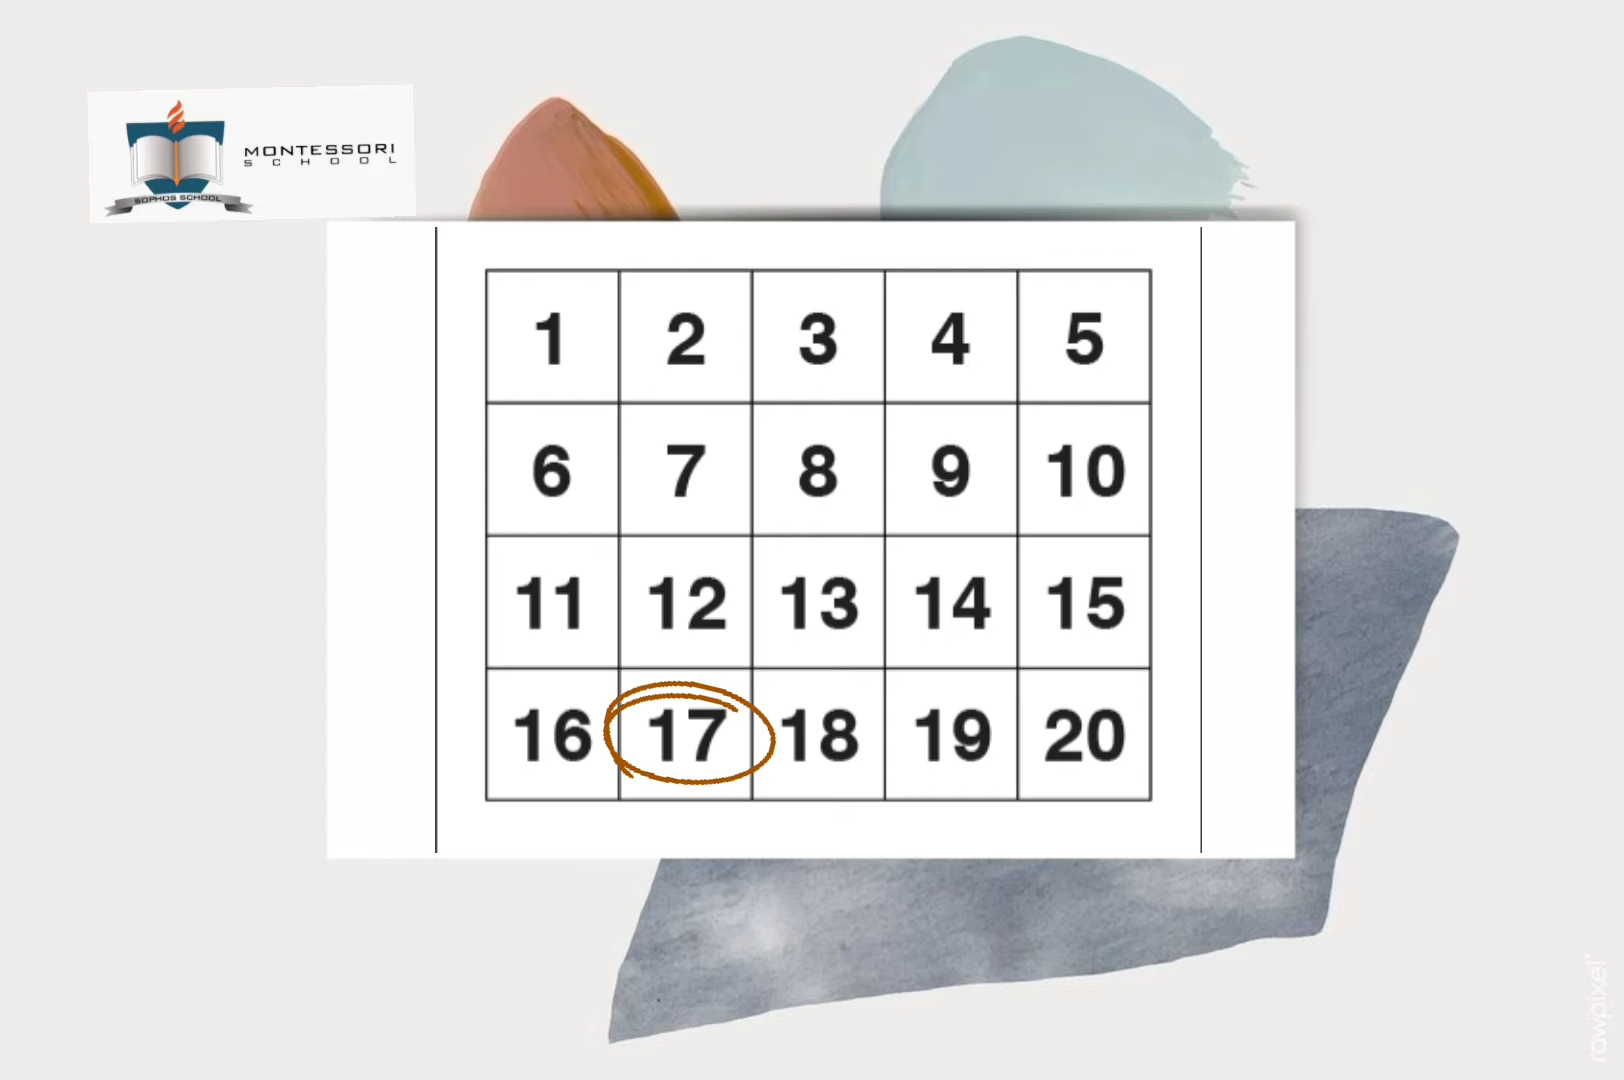 MONTESSORI
SCHOOL
SOPHOS SCHOOL
1 2 3 4 5
6 7 8 9 10
11 12 13 14 15
16 17 18 19 20
rawpixel